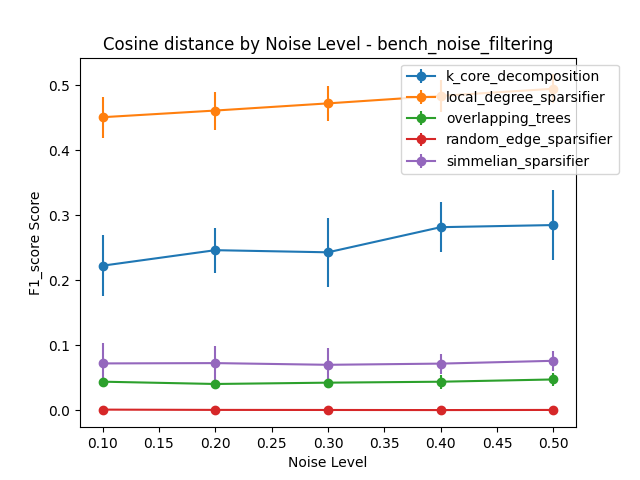 Cosine distance by Noise Level - bench_noise_filtering
k_core_decomposition
local_degree_sparsifier
overlapping_trees
random_edge_sparsifier
simmelian_sparsifier
F1_score Score
0.5
0.4
0.3
0.2
0.1
0.0
0.10 0.15 0.20 0.25 0.30 0.35 0.40 0.45 0.50
Noise Level